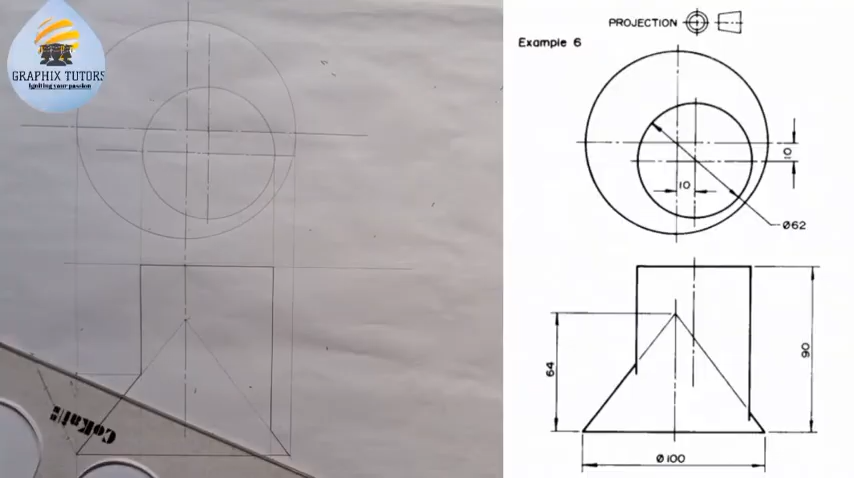 GRAPHIX TUTORS
Igniting your passion
PROJECTION
Example 6
10
10
Ø62
64
90
Ø100